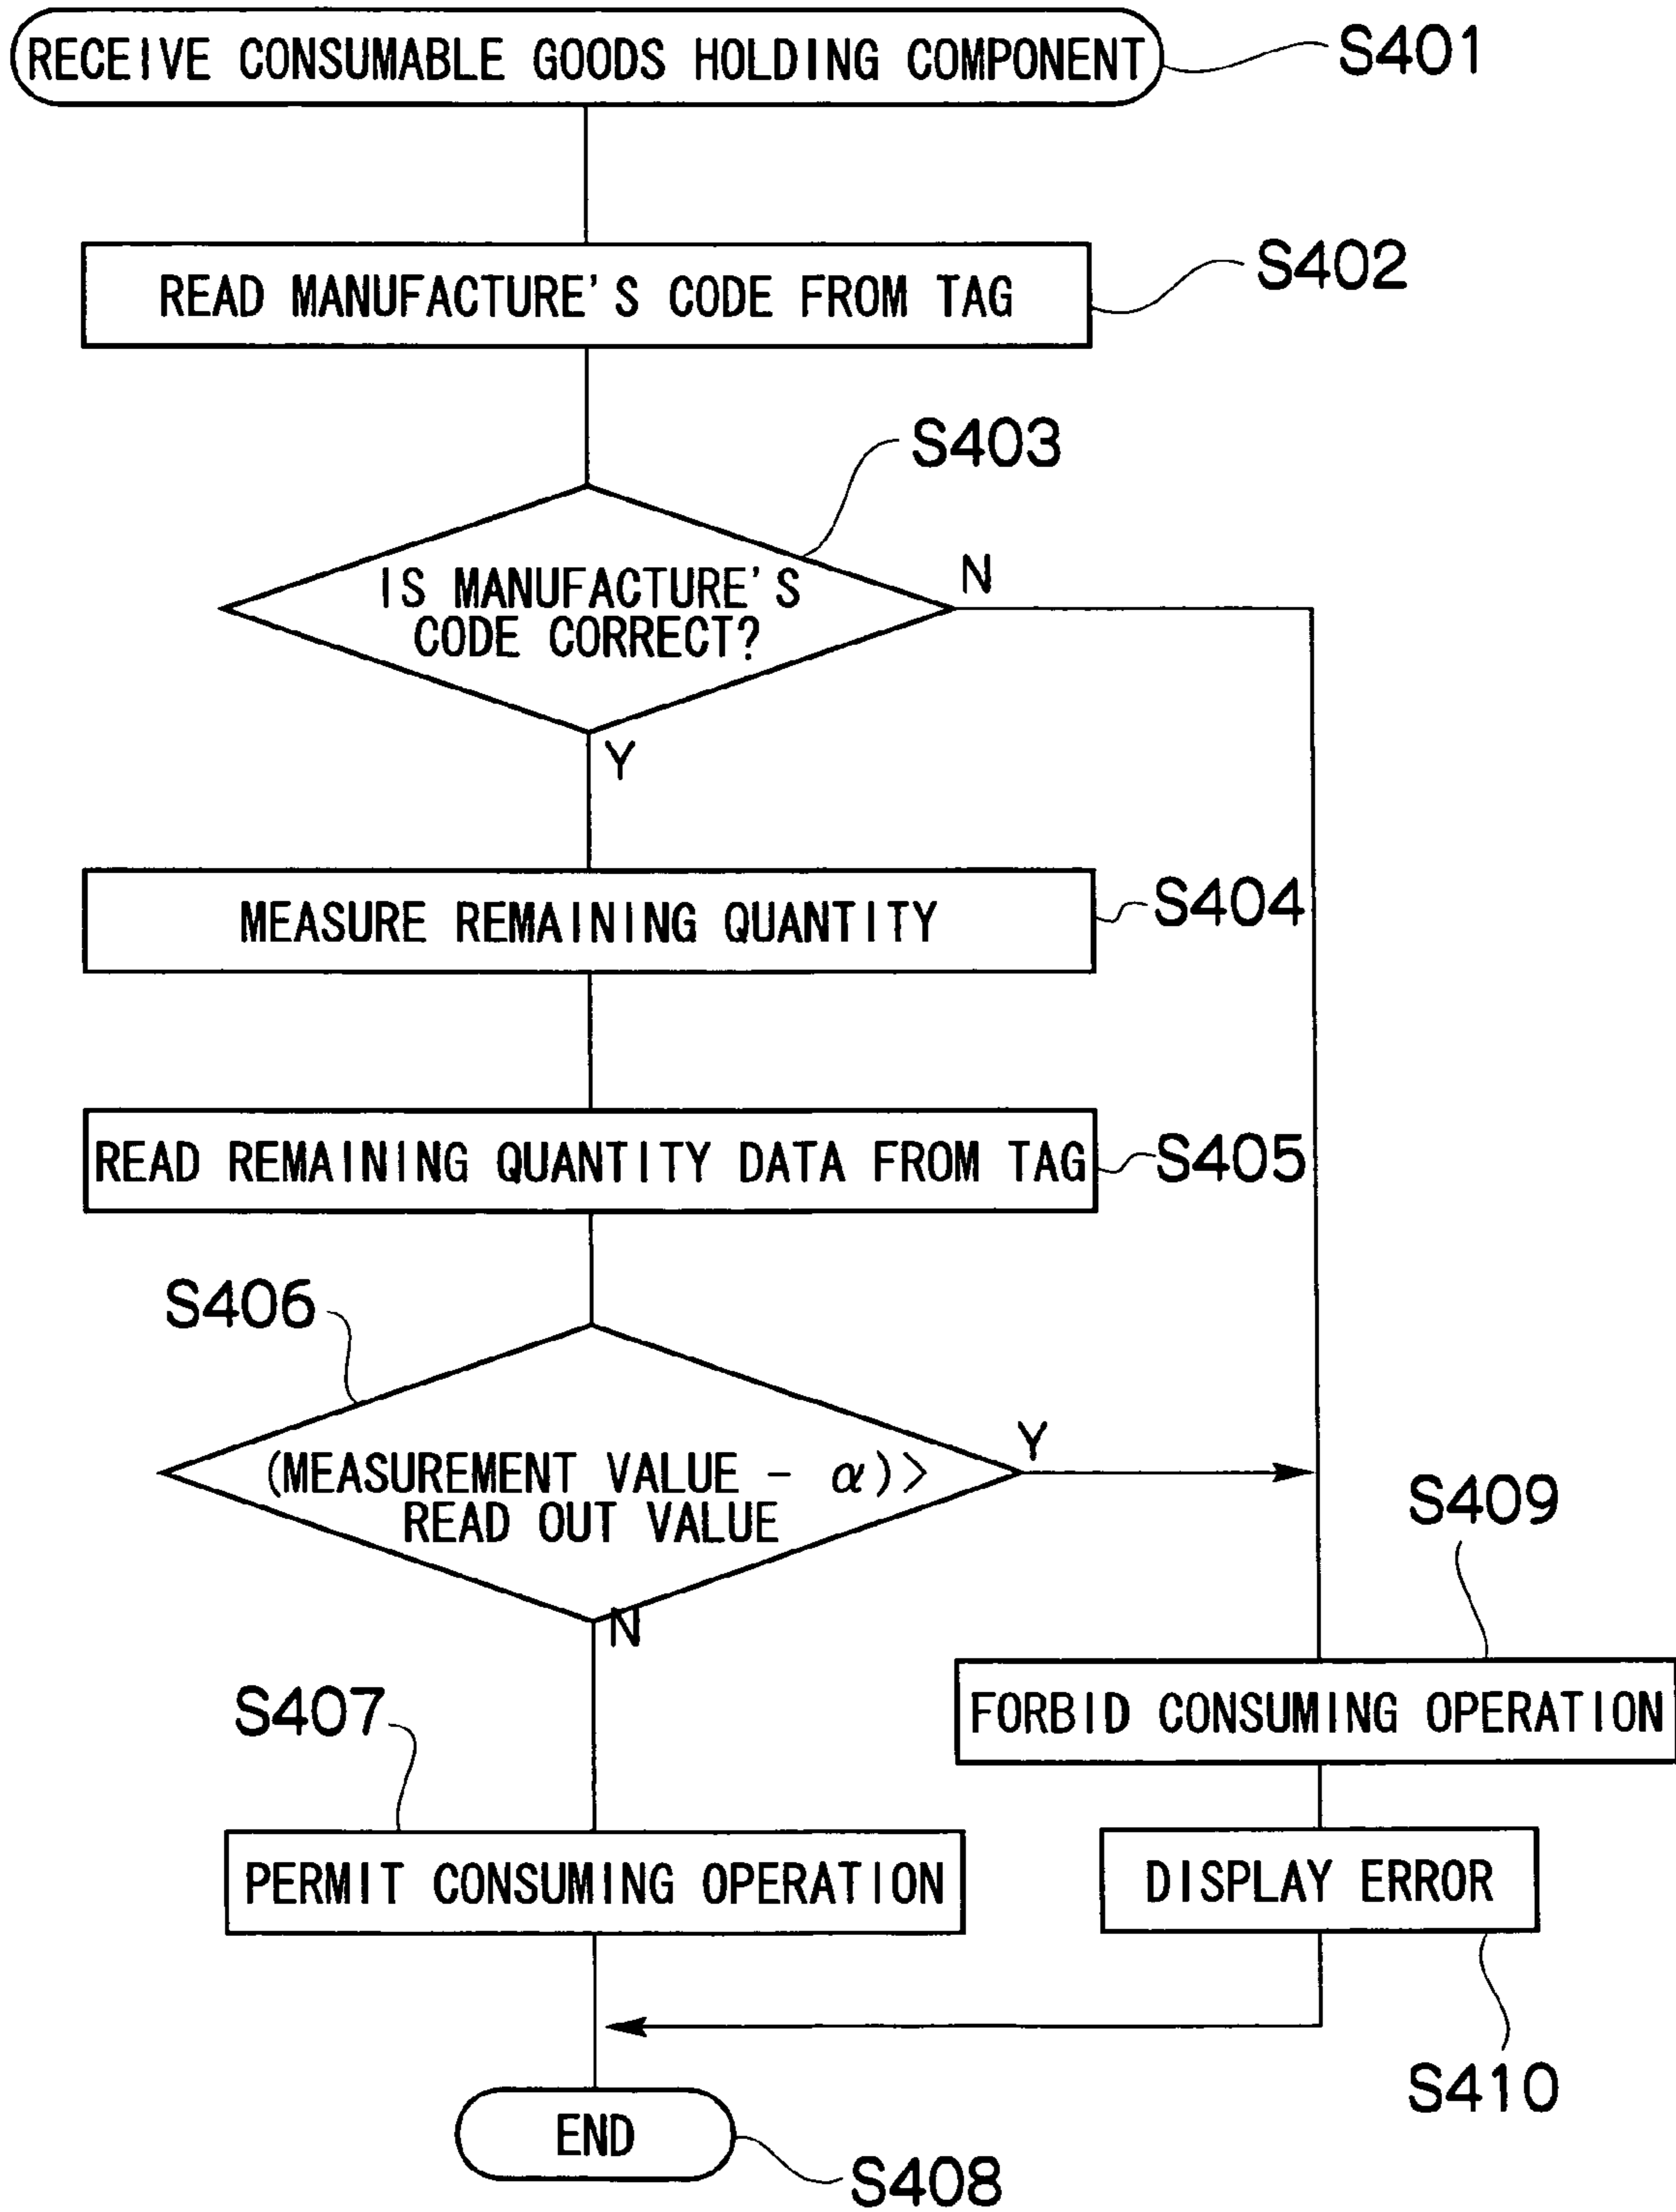 RECEIVE CONSUMABLE GOODS HOLDING COMPONENT
S401
READ MANUFACTURE'S CODE FROM TAG
S402
S403
IS MANUFACTURE'S
CODE CORRECT?
N
Y
MEASURE REMAINING QUANTITY
S404
READ REMAINING QUANTITY DATA FROM TAG
S405
S406
(MEASUREMENT VALUE - α)>
READ OUT VALUE
Y
N
S409
FORBID CONSUMING OPERATION
S407
PERMIT CONSUMING OPERATION
DISPLAY ERROR
S410
END
S408